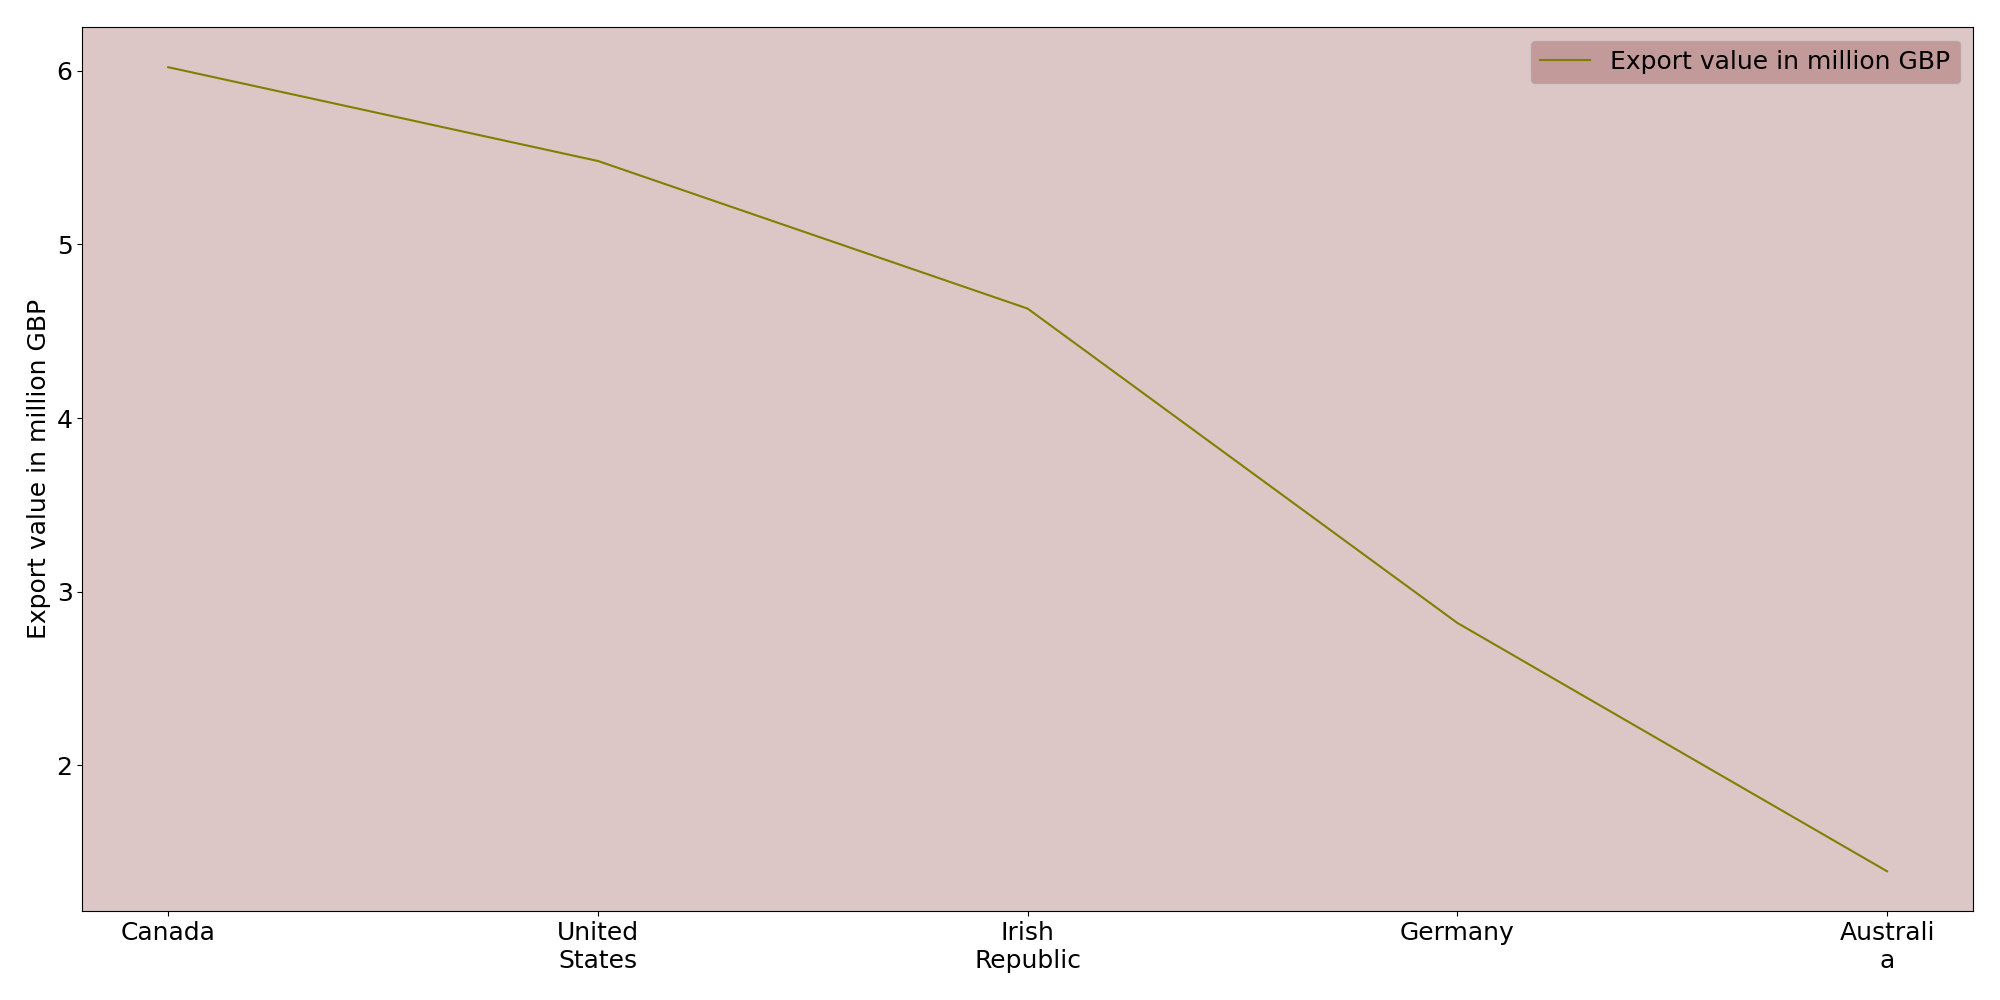 Export value in million GBP
6
5
4
3
2
Export value in million GBP
Canada
United
States
Irish
Republic
Germany
Australi
a